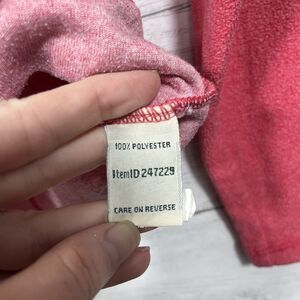 100% POLYESTER
ItemID 247229
CARE ON REVERSE